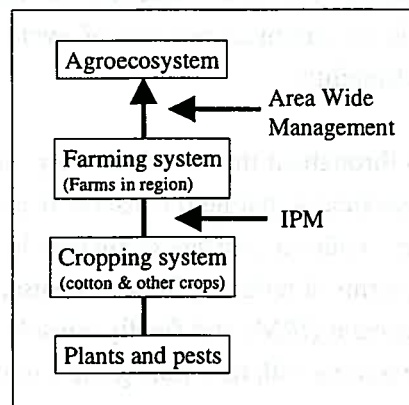 Agroecosystem
Area Wide
Management
Farming system
(Farms in region)
IPM
Cropping system
(cotton & other crops)
Plants and pests